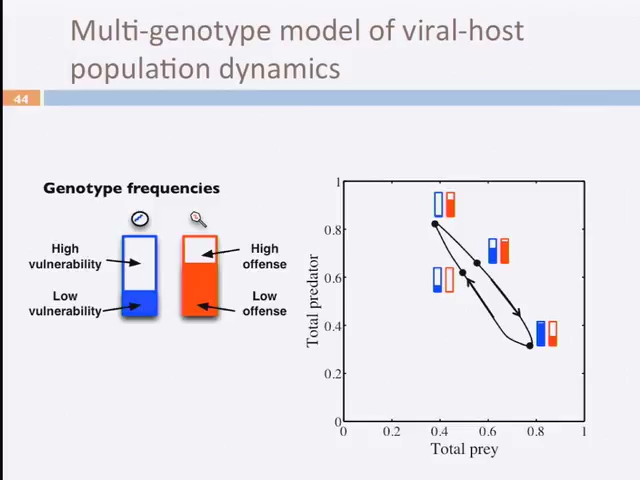 Multi-genotype model of viral-host
population dynamics
44
Genotype frequencies
High
vulnerability
Low
vulnerability
High
offense
Low
offense
Total predator
1
0.8
0.6
0.4
0.2
0
0 0.2 0.4 0.6 0.8 1
Total prey